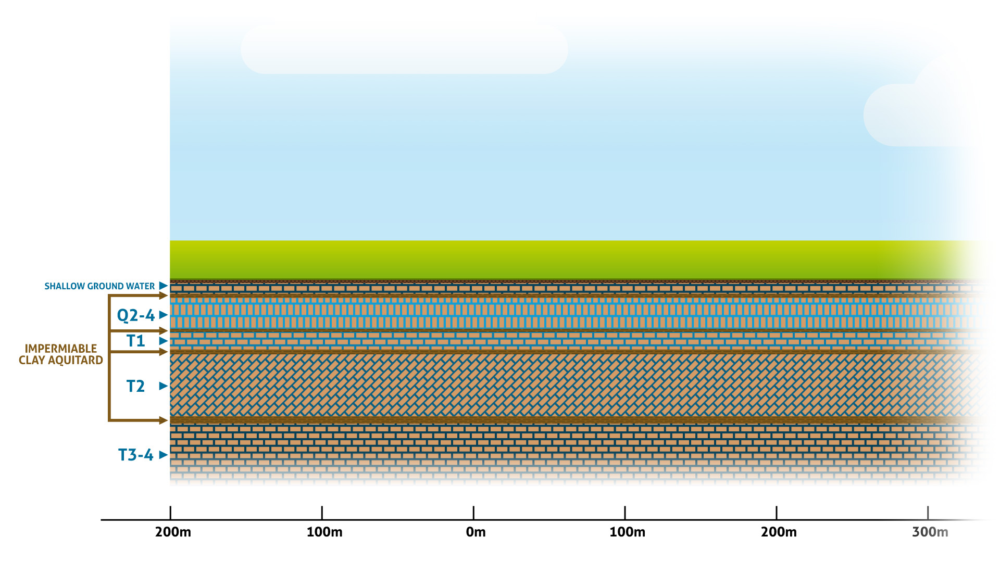 SHALLOW GROUND WATER
Q2-4
T1
IMPERMIABLE
CLAY AQUITARD
T2
T3-4
200m 100m 0m 100m 200m 300m